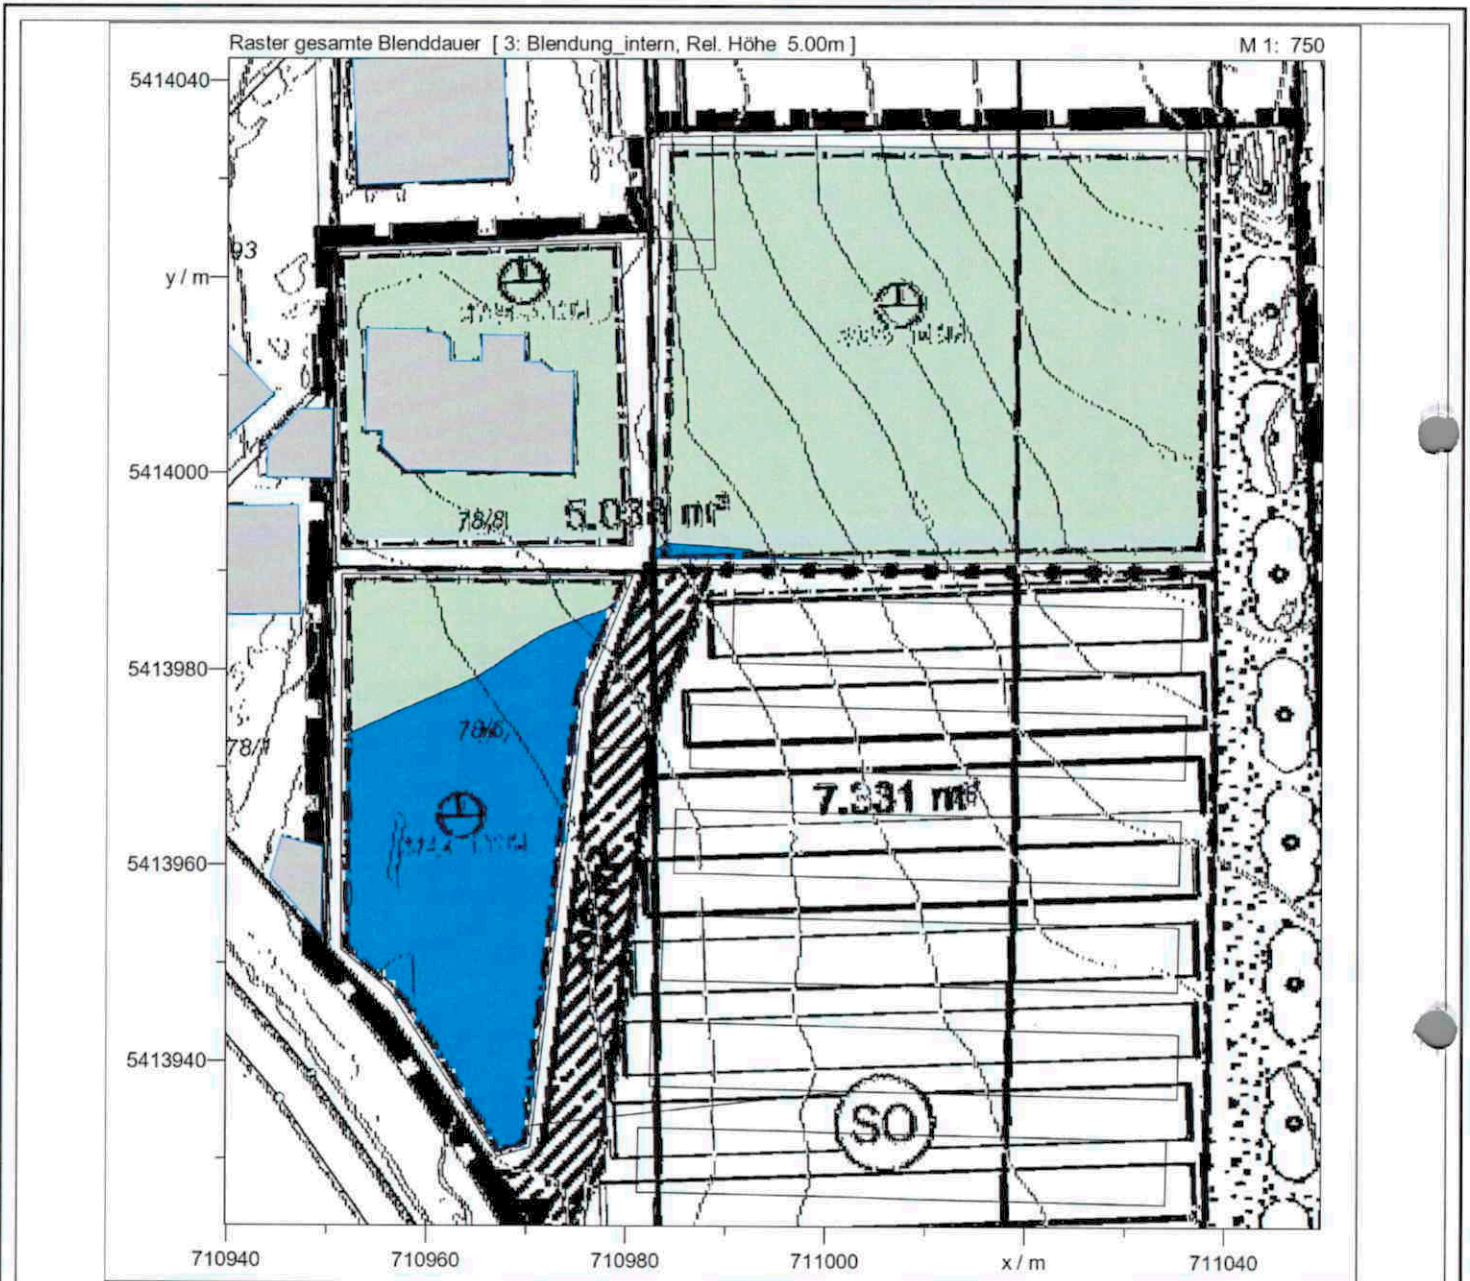 Raster gesamte Blenddauer [ 3: Blendung_intern, Rel. Höhe 5.00m ]
M 1: 750
5414040
93
y / m
5414000
78/8
5413980
78/6
78/1
7.331 m²
5413960
5413940
SO
710940
710960
710980
711000
x / m
711040